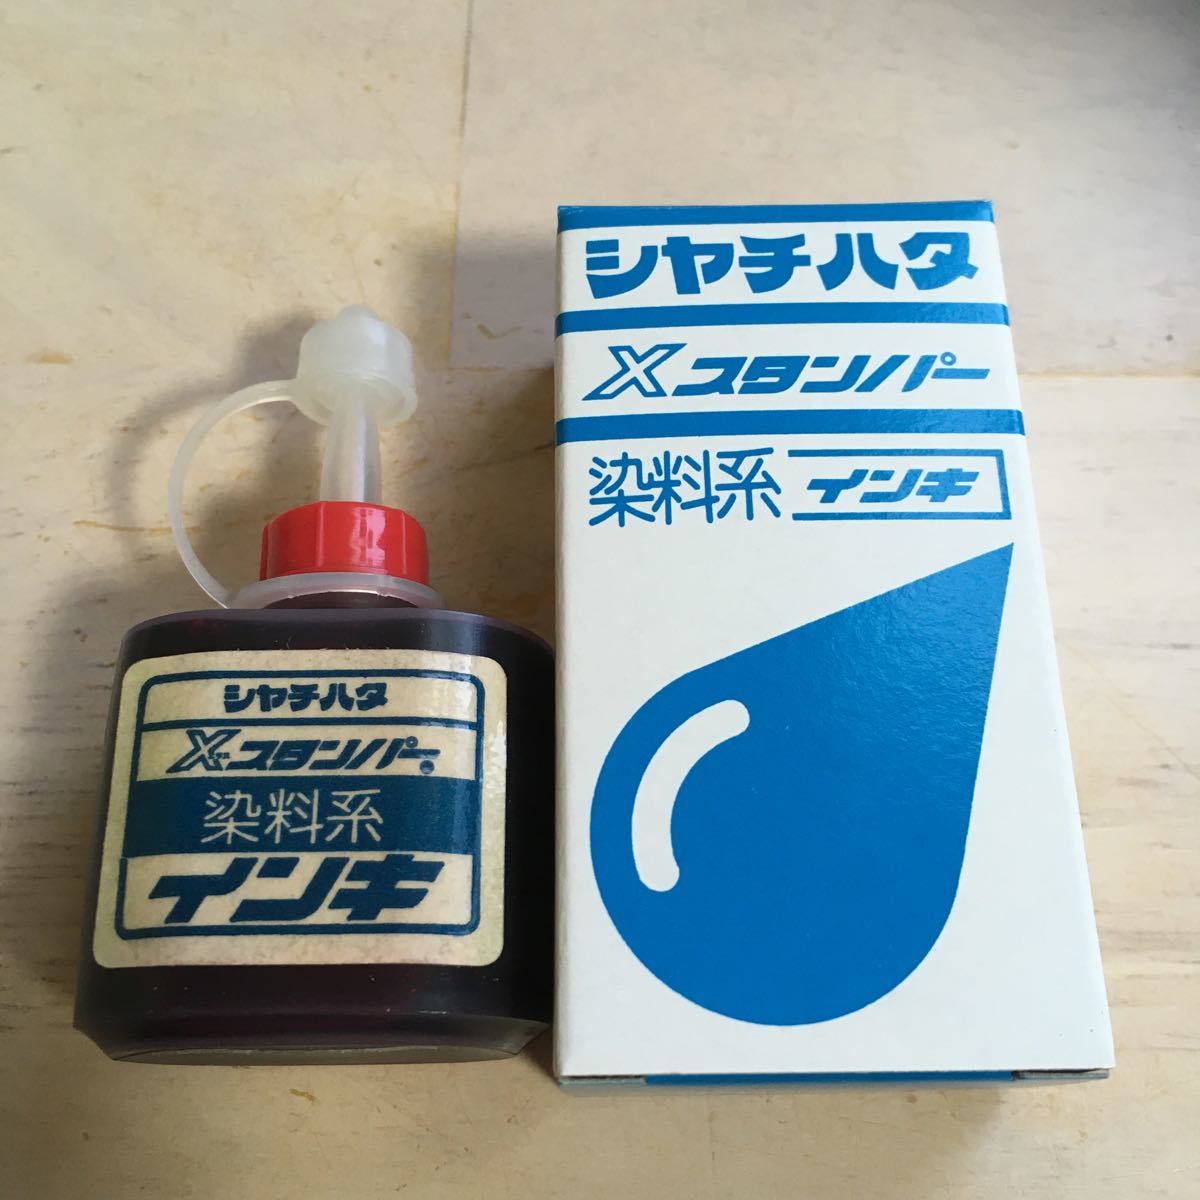 シヤチハタ
Xスタンパー
染料系
インキ
シヤチハタ
Xスタンパー
染料系 インキ